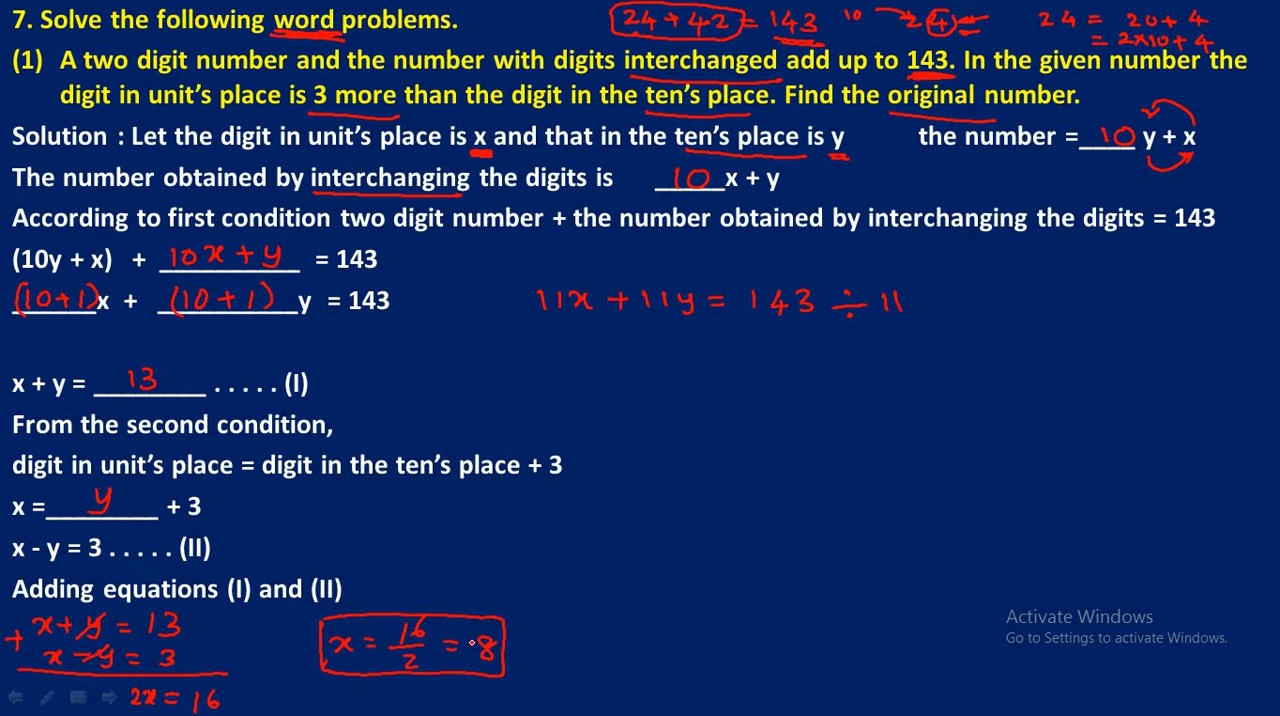 7. Solve the following word problems. 24 + 42 = 143 10 24 24 = 20 + 4
= 2×10 + 4
(1) A two digit number and the number with digits interchanged add up to 143. In the given number the
digit in unit's place is 3 more than the digit in the ten's place. Find the original number.
Solution : Let the digit in unit's place is x and that in the ten's place is y the number = 10 y + x
The number obtained by interchanging the digits is 10 x + y
According to first condition two digit number + the number obtained by interchanging the digits = 143
(10y + x) + 10x + y = 143
(10+1)x + (10+1) y = 143 11x + 11y = 143 ÷ 11
x + y = 13 . . . . . (I)
From the second condition,
digit in unit's place = digit in the ten's place + 3
x = y + 3
x - y = 3 . . . . . (II)
Adding equations (I) and (II)
x + y = 13
+ x - y = 3 x = 16/2 = 8
2x = 16
Activate Windows
Go to Settings to activate Windows.